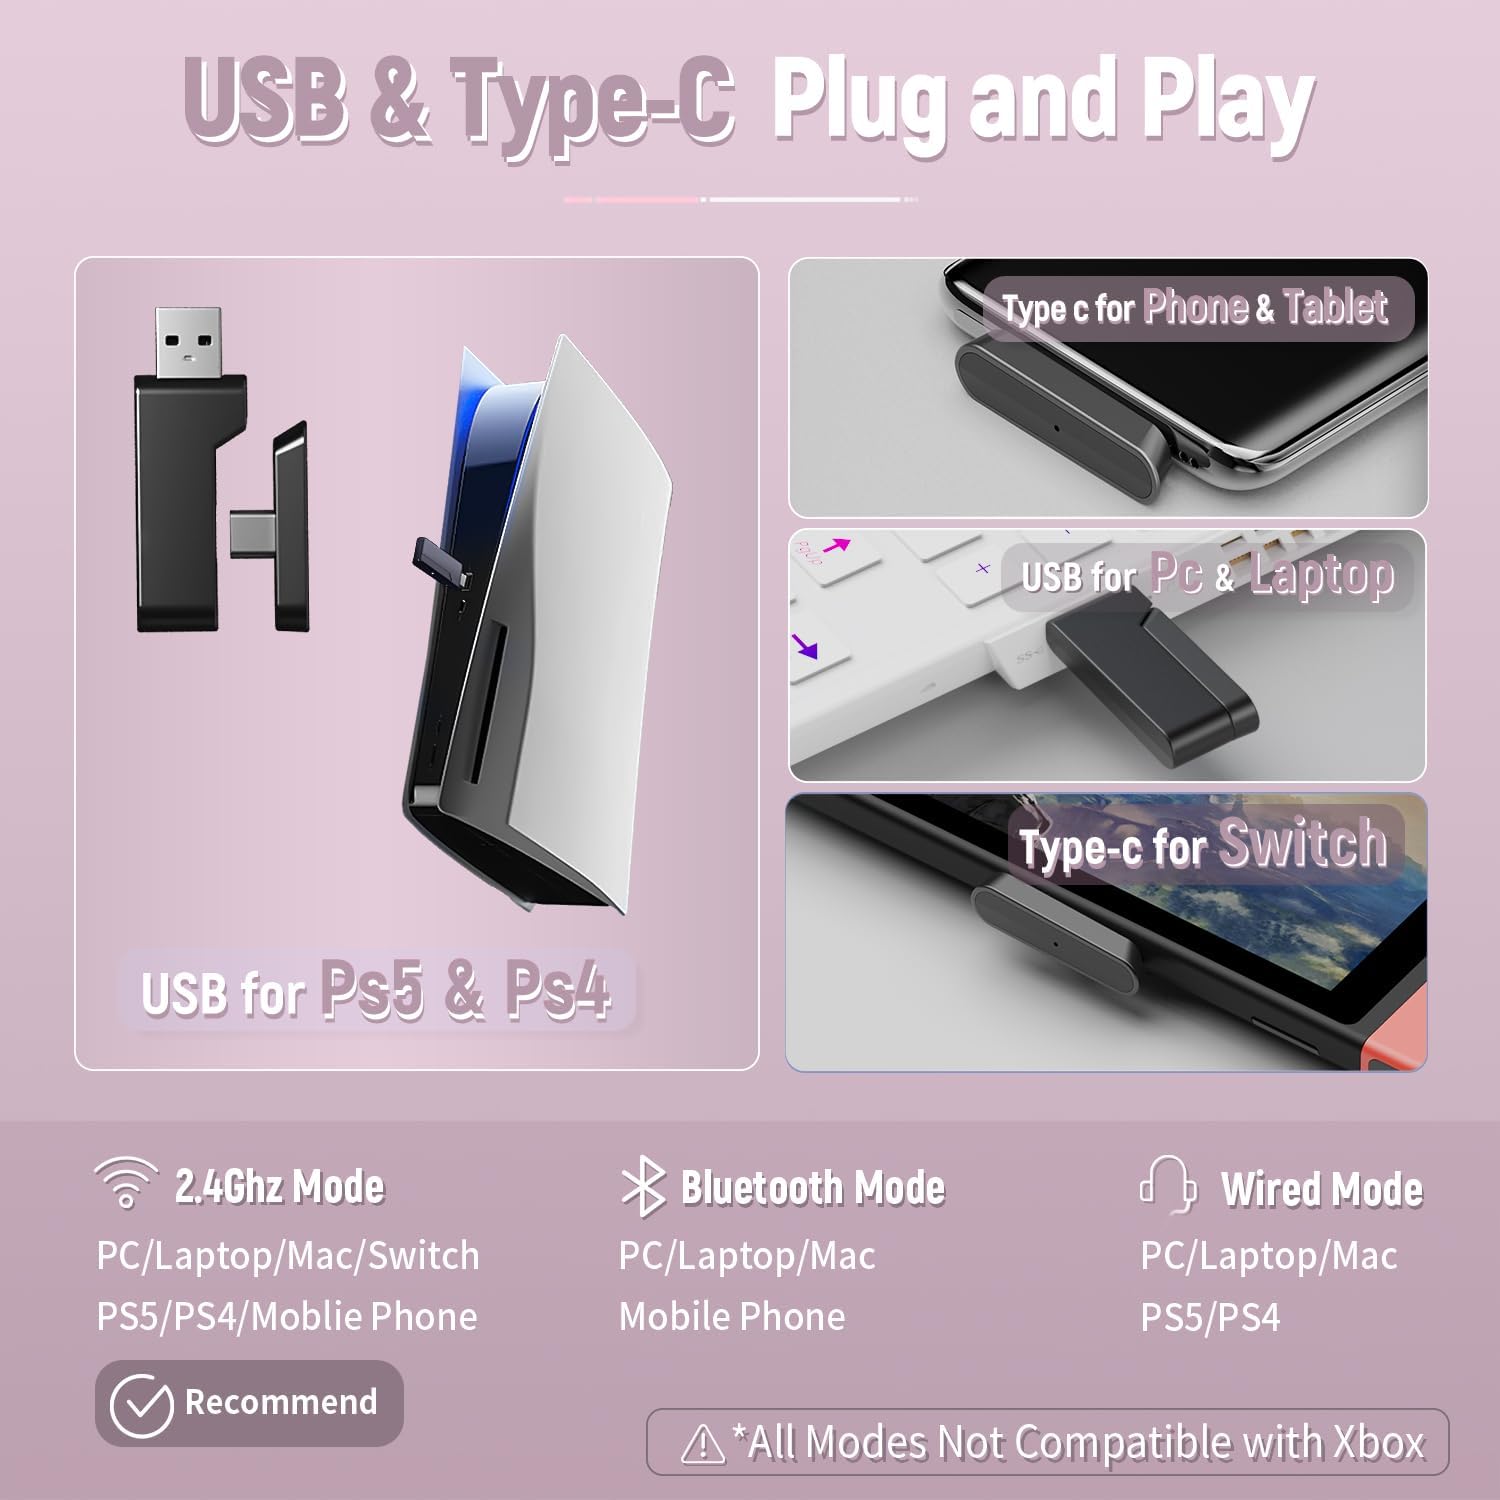 USB & Type-C Plug and Play
Type c for Phone & Tablet
PgUp
USB for Pc & Laptop
Type-c for Switch
USB for Ps5 & Ps4
2.4Ghz Mode
PC/Laptop/Mac/Switch
PS5/PS4/Moblie Phone
Recommend
Bluetooth Mode
PC/Laptop/Mac
Mobile Phone
Wired Mode
PC/Laptop/Mac
PS5/PS4
*All Modes Not Compatible with Xbox